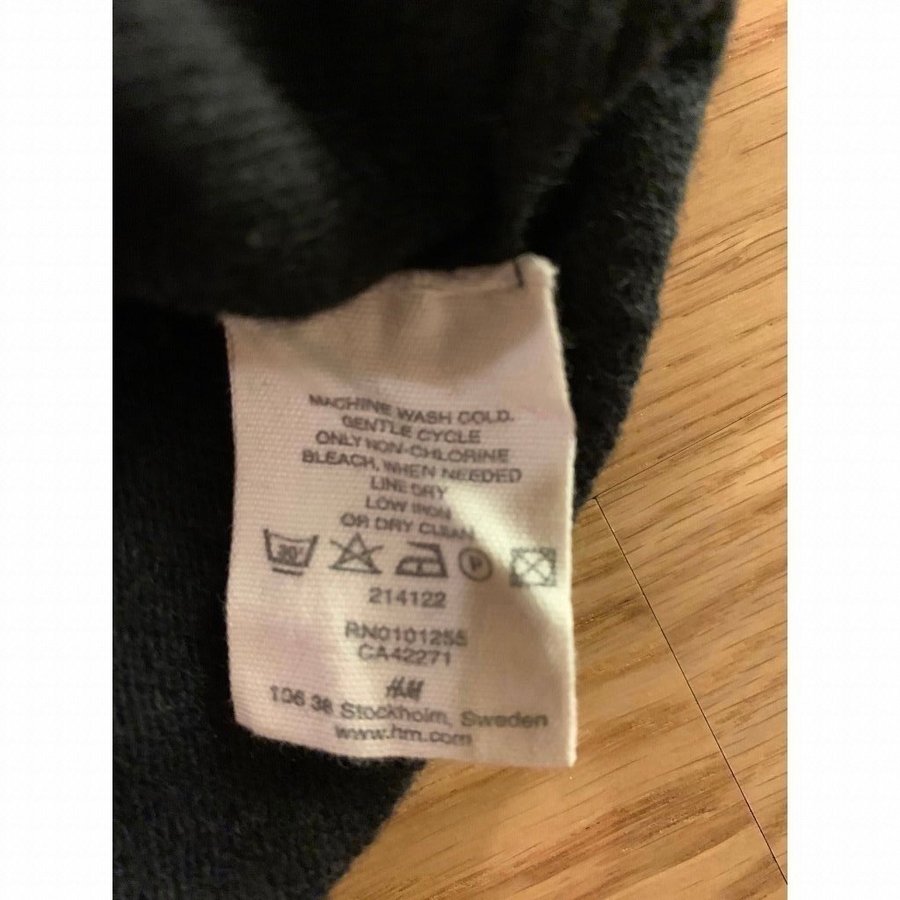 MACHINE WASH COLD.
GENTLE CYCLE
ONLY NON-CHLORINE
BLEACH, WHEN NEEDED
LINE DRY
LOW IRON
OR DRY CLEAN
30° P
214122
RN0101255
CA42271
H&M
106 38 Stockholm, Sweden
www.hm.com